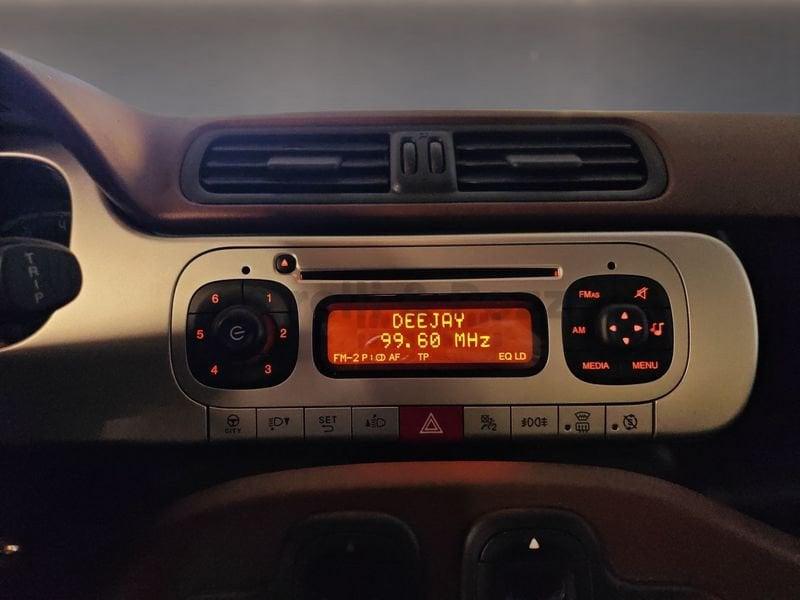 TRIP
6 1
5 2
4 3
DEEJAY
99.60 MHz
FM-2 P:CD AF TP EQ LD
FMAS
AM
MEDIA MENU
CITY
SET